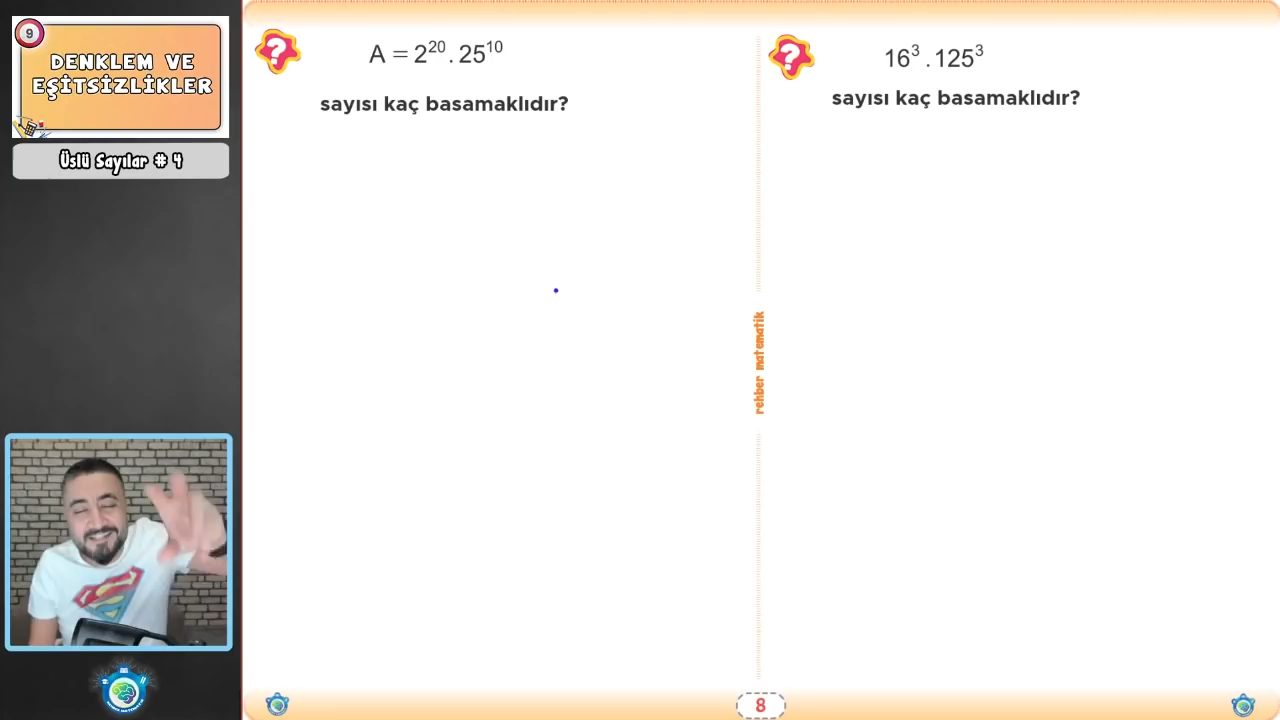 9
DENKLEM VE
EŞİTSİZLİKLER
Üslü Sayılar # 4
A = 2²⁰ . 25¹⁰
sayısı kaç basamaklıdır?
16³ . 125³
sayısı kaç basamaklıdır?
rehber matematik
8